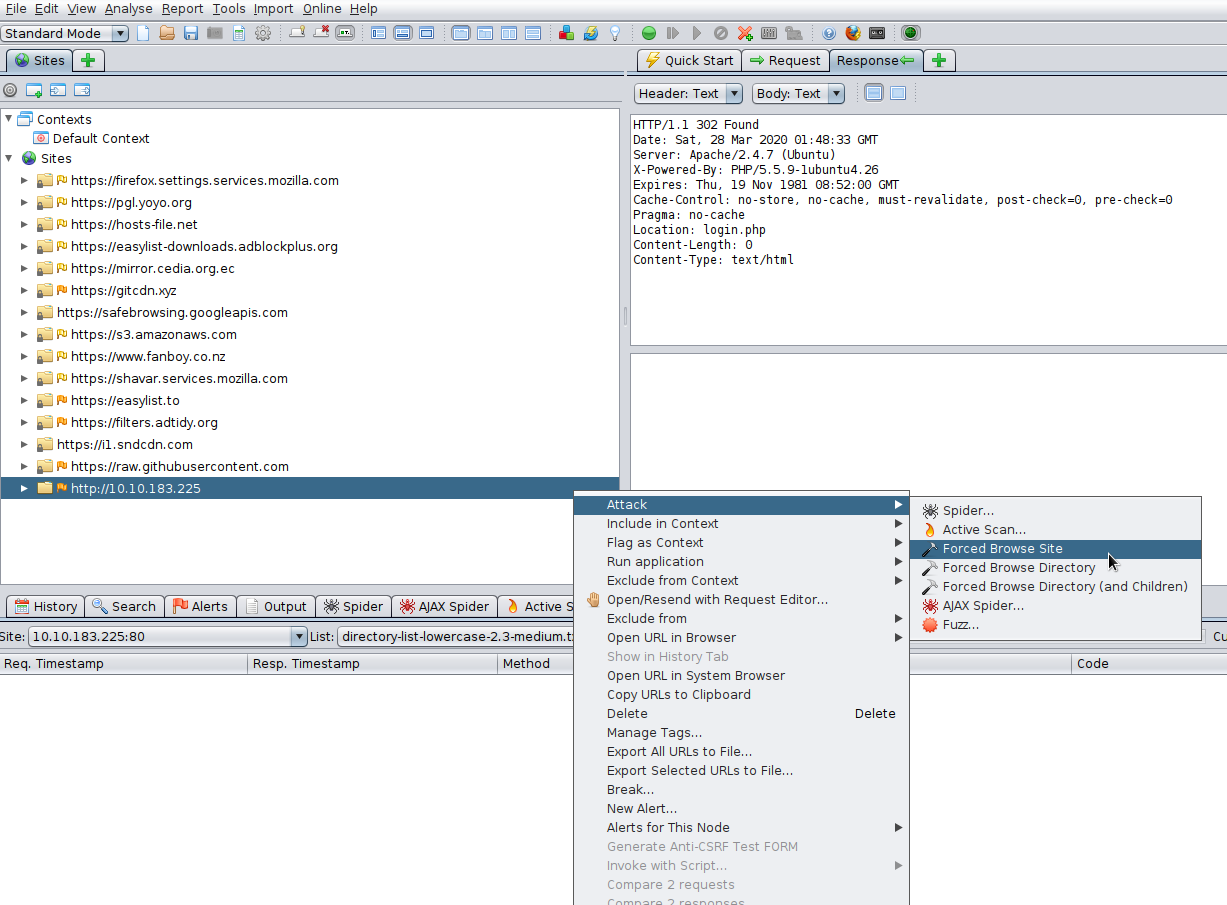 File Edit View Analyse Report Tools Import Online Help
Standard Mode
Sites
Quick Start Request Response
Header: Text Body: Text
Contexts
Default Context
Sites
https://firefox.settings.services.mozilla.com
https://pgl.yoyo.org
https://hosts-file.net
https://easylist-downloads.adblockplus.org
https://mirror.cedia.org.ec
https://gitcdn.xyz
https://safebrowsing.googleapis.com
https://s3.amazonaws.com
https://www.fanboy.co.nz
https://shavar.services.mozilla.com
https://easylist.to
https://filters.adtidy.org
https://i1.sndcdn.com
https://raw.githubusercontent.com
http://10.10.183.225
HTTP/1.1 302 Found
Date: Sat, 28 Mar 2020 01:48:33 GMT
Server: Apache/2.4.7 (Ubuntu)
X-Powered-By: PHP/5.5.9-1ubuntu4.26
Expires: Thu, 19 Nov 1981 08:52:00 GMT
Cache-Control: no-store, no-cache, must-revalidate, post-check=0, pre-check=0
Pragma: no-cache
Location: login.php
Content-Length: 0
Content-Type: text/html
Attack
Include in Context
Flag as Context
Run application
Exclude from Context
Open/Resend with Request Editor...
Exclude from
Open URL in Browser
Show in History Tab
Open URL in System Browser
Copy URLs to Clipboard
Delete Delete
Manage Tags...
Export All URLs to File...
Export Selected URLs to File...
Break...
New Alert...
Alerts for This Node
Generate Anti-CSRF Test FORM
Invoke with Script...
Compare 2 requests
Compare 2 responses
Spider...
Active Scan...
Forced Browse Site
Forced Browse Directory
Forced Browse Directory (and Children)
AJAX Spider...
Fuzz...
History Search Alerts Output Spider AJAX Spider Active S
Site: 10.10.183.225:80 List: directory-list-lowercase-2.3-medium.t Cu
Req. Timestamp Resp. Timestamp Method Code